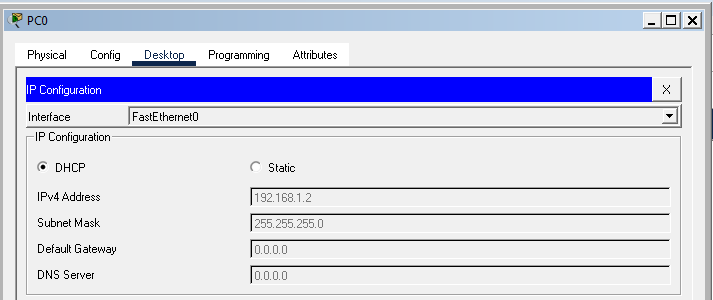 PC0
Physical Config Desktop Programming Attributes
IP Configuration
X
Interface FastEthernet0
IP Configuration
DHCP Static
IPv4 Address 192.168.1.2
Subnet Mask 255.255.255.0
Default Gateway 0.0.0.0
DNS Server 0.0.0.0